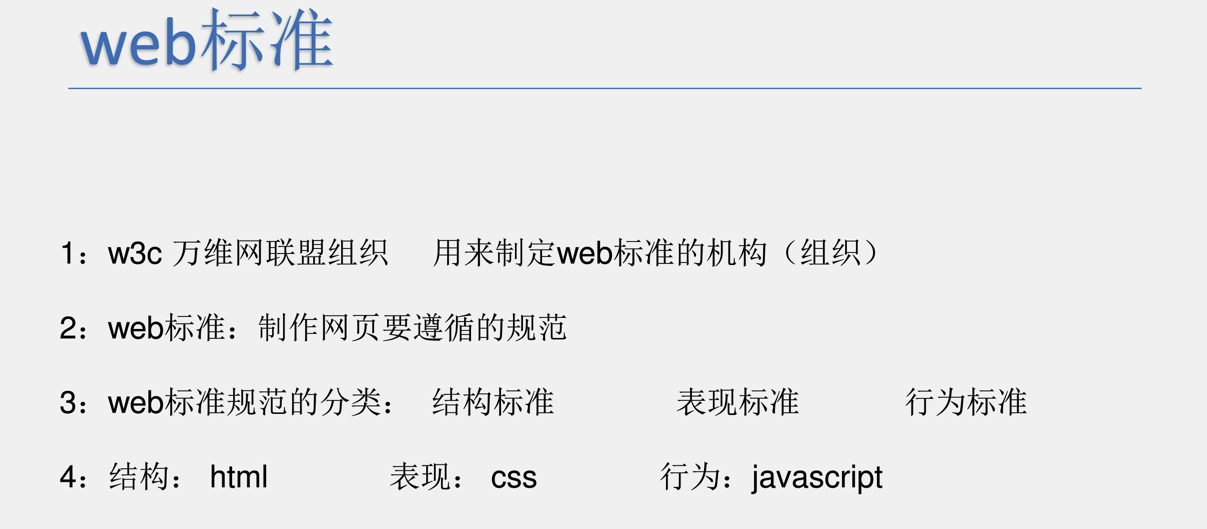 web标准
1：w3c 万维网联盟组织 用来制定web标准的机构（组织）
2：web标准：制作网页要遵循的规范
3：web标准规范的分类： 结构标准 表现标准 行为标准
4：结构： html 表现： css 行为：javascript